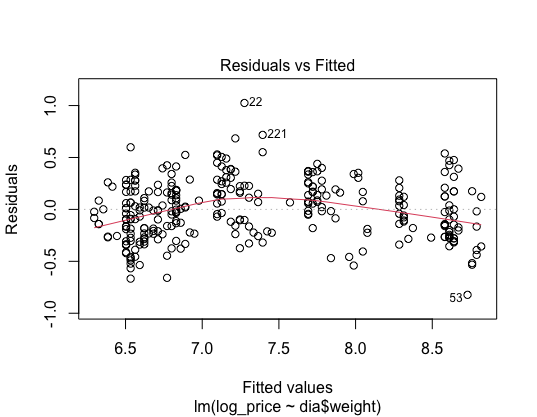 Residuals vs Fitted
Residuals
1.0
0.5
0.0
-0.5
-1.0
22
221
53
6.5 7.0 7.5 8.0 8.5
Fitted values
lm(log_price ~ dia$weight)